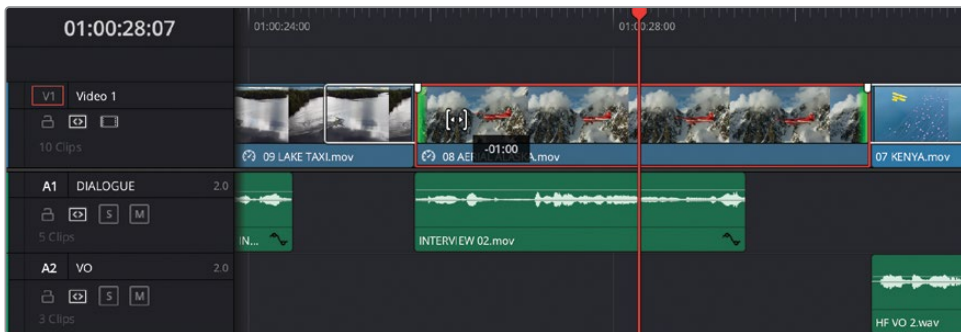 01:00:28:07
01:00:24:00
01:00:28:00
V1 Video 1
10 Clips
09 LAKE TAXI.mov
08 AERIAL ALASKA.mov
-01:00
07 KENYA.mov
A1 DIALOGUE 2.0
S M
5 Clips
IN...
INTERVIEW 02.mov
A2 VO 2.0
S M
3 Clips
HF VO 2.wav